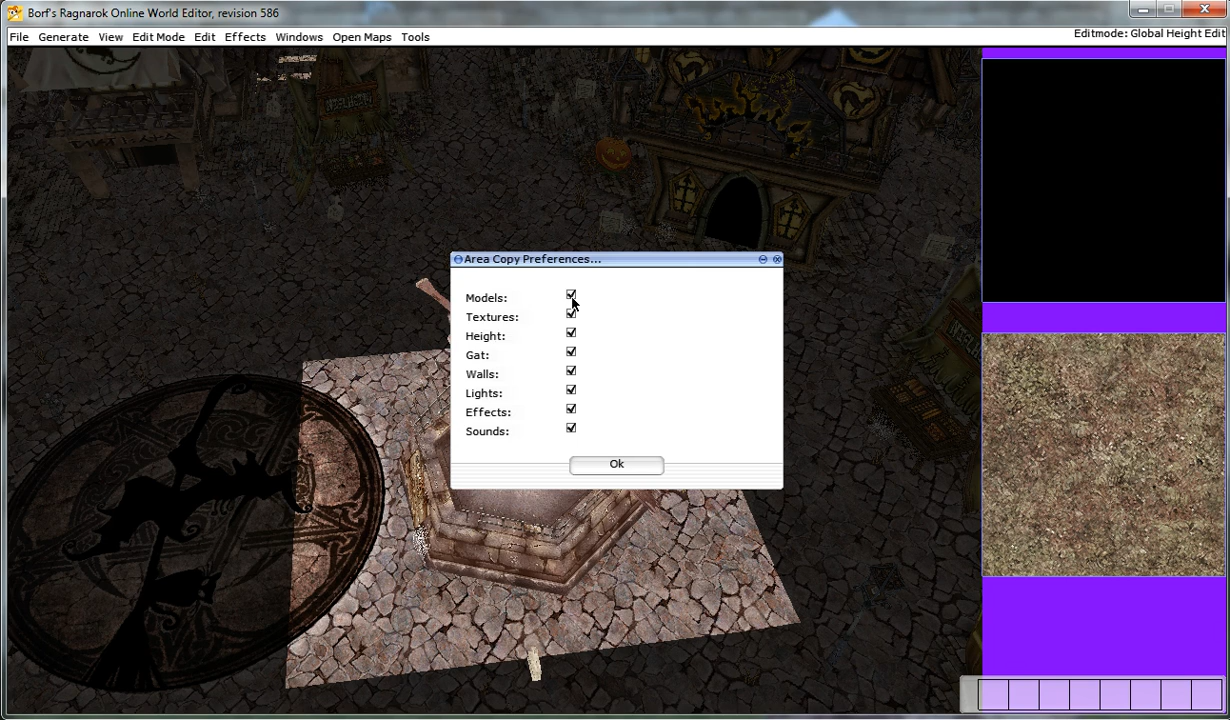 Borf's Ragnarok Online World Editor, revision 586
File Generate View Edit Mode Edit Effects Windows Open Maps Tools
Editmode: Global Height Edit
Area Copy Preferences...
Models:
Textures:
Height:
Gat:
Walls:
Lights:
Effects:
Sounds:
Ok